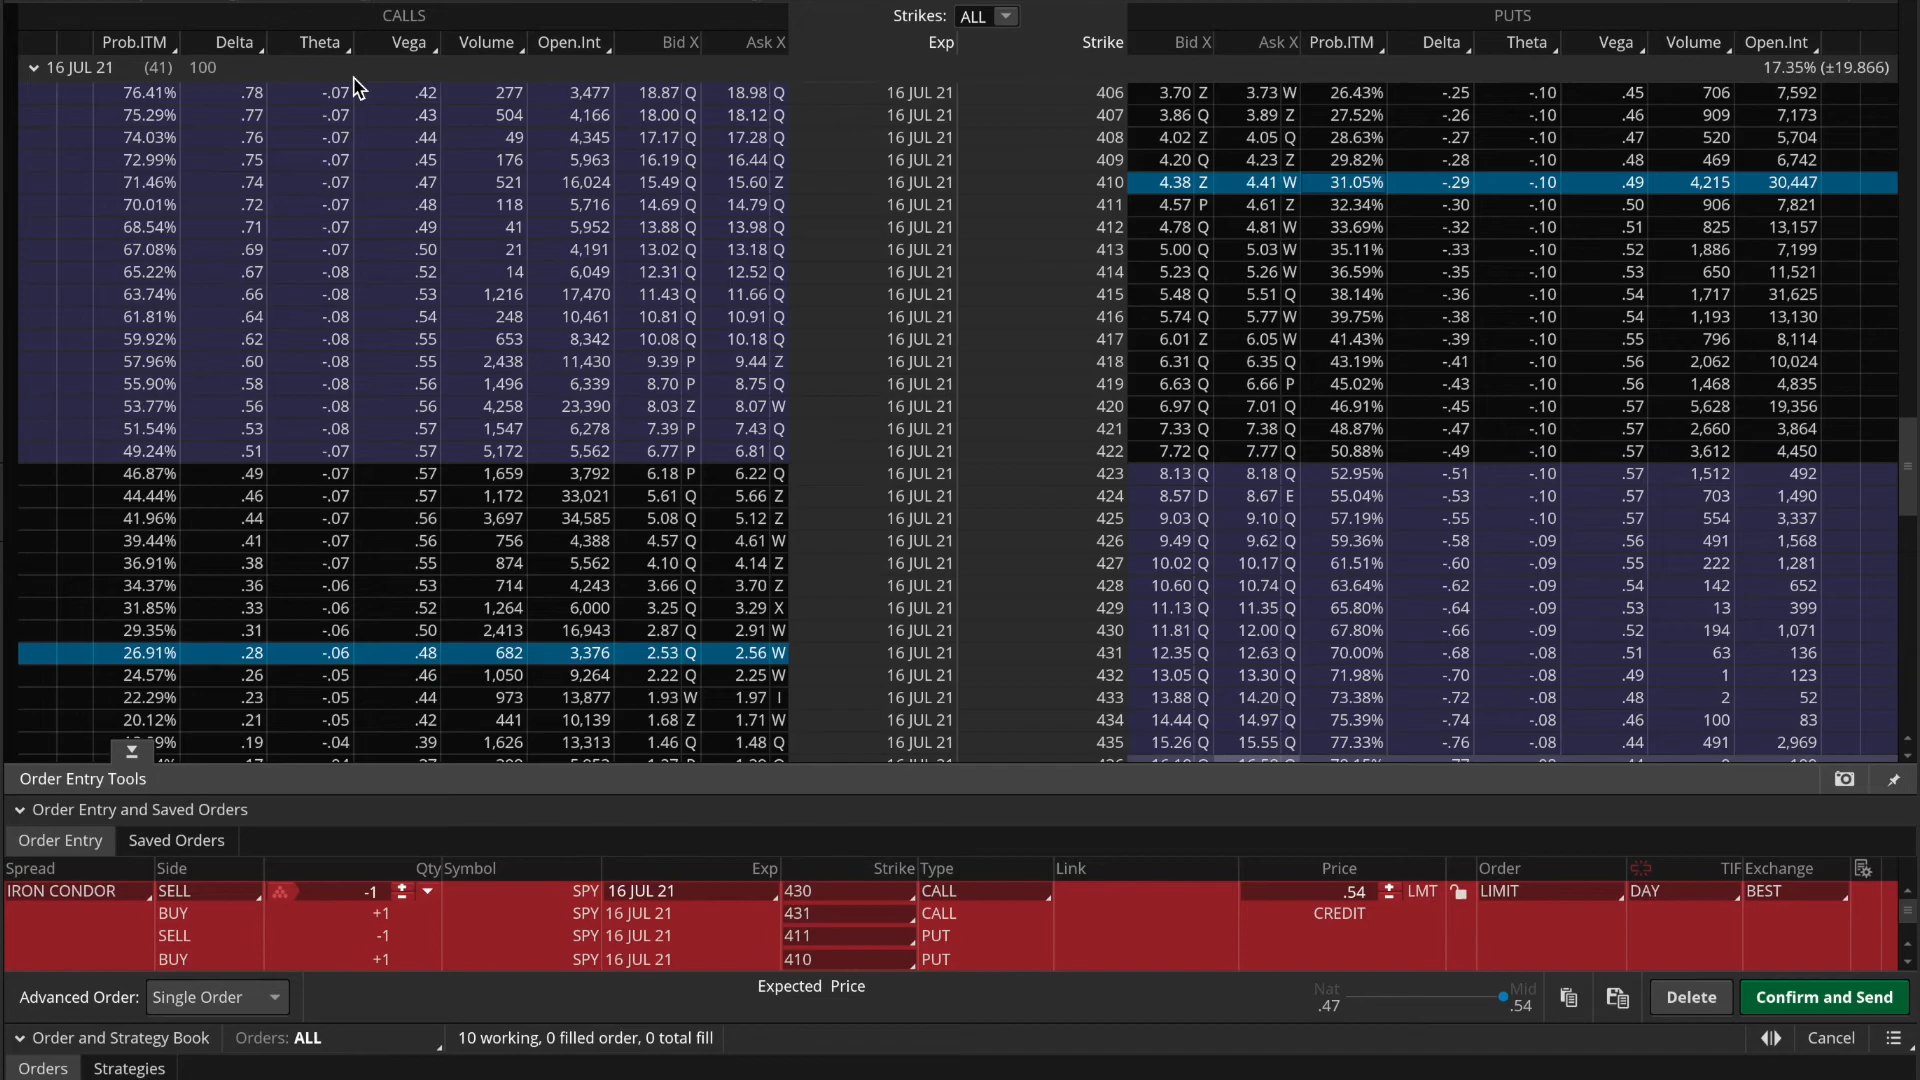 CALLS Strikes: ALL PUTS
Prob.ITM Delta Theta Vega Volume Open.Int Bid X Ask X Exp Strike Bid X Ask X Prob.ITM Delta Theta Vega Volume Open.Int
16 JUL 21 (41) 100 17.35% (±19.866)
76.41% .78 -.07 .42 277 3,477 18.87 Q 18.98 Q 16 JUL 21 406 3.70 Z 3.73 W 26.43% -.25 -.10 .45 706 7,592
75.29% .77 -.07 .43 504 4,166 18.00 Q 18.12 Q 16 JUL 21 407 3.86 Q 3.89 Z 27.52% -.26 -.10 .46 909 7,173
74.03% .76 -.07 .44 49 4,345 17.17 Q 17.28 Q 16 JUL 21 408 4.02 Z 4.05 Q 28.63% -.27 -.10 .47 520 5,704
72.99% .75 -.07 .45 176 5,963 16.19 Q 16.44 Q 16 JUL 21 409 4.20 Q 4.23 Z 29.82% -.28 -.10 .48 469 6,742
71.46% .74 -.07 .47 521 16,024 15.49 Q 15.60 Z 16 JUL 21 410 4.38 Z 4.41 W 31.05% -.29 -.10 .49 4,215 30,447
70.01% .72 -.07 .48 118 5,716 14.69 Q 14.79 Q 16 JUL 21 411 4.57 P 4.61 Z 32.34% -.30 -.10 .50 906 7,821
68.54% .71 -.07 .49 41 5,952 13.88 Q 13.98 Q 16 JUL 21 412 4.78 Q 4.81 W 33.69% -.32 -.10 .51 825 13,157
67.08% .69 -.07 .50 21 4,191 13.02 Q 13.18 Q 16 JUL 21 413 5.00 Q 5.03 W 35.11% -.33 -.10 .52 1,886 7,199
65.22% .67 -.08 .52 14 6,049 12.31 Q 12.52 Q 16 JUL 21 414 5.23 Q 5.26 W 36.59% -.35 -.10 .53 650 11,521
63.74% .66 -.08 .53 1,216 17,470 11.43 Q 11.66 Q 16 JUL 21 415 5.48 Q 5.51 Q 38.14% -.36 -.10 .54 1,717 31,625
61.81% .64 -.08 .54 248 10,461 10.81 Q 10.91 Q 16 JUL 21 416 5.74 Q 5.77 W 39.75% -.38 -.10 .54 1,193 13,130
59.92% .62 -.08 .55 653 8,342 10.08 Q 10.18 Q 16 JUL 21 417 6.01 Z 6.05 W 41.43% -.39 -.10 .55 796 8,114
57.96% .60 -.08 .55 2,438 11,430 9.39 P 9.44 Z 16 JUL 21 418 6.31 Q 6.35 Q 43.19% -.41 -.10 .56 2,062 10,024
55.90% .58 -.08 .56 1,496 6,339 8.70 P 8.75 Q 16 JUL 21 419 6.63 Q 6.66 P 45.02% -.43 -.10 .56 1,468 4,835
53.77% .56 -.08 .56 4,258 23,390 8.03 Z 8.07 W 16 JUL 21 420 6.97 Q 7.01 Q 46.91% -.45 -.10 .57 5,628 19,356
51.54% .53 -.08 .57 1,547 6,278 7.39 P 7.43 Q 16 JUL 21 421 7.33 Q 7.38 Q 48.87% -.47 -.10 .57 2,660 3,864
49.24% .51 -.07 .57 5,172 5,562 6.77 P 6.81 Q 16 JUL 21 422 7.72 Q 7.77 Q 50.88% -.49 -.10 .57 3,612 4,450
46.87% .49 -.07 .57 1,659 3,792 6.18 P 6.22 Q 16 JUL 21 423 8.13 Q 8.18 Q 52.95% -.51 -.10 .57 1,512 492
44.44% .46 -.07 .57 1,172 33,021 5.61 Q 5.66 Z 16 JUL 21 424 8.57 D 8.67 E 55.04% -.53 -.10 .57 703 1,490
41.96% .44 -.07 .56 3,697 34,585 5.08 Q 5.12 Z 16 JUL 21 425 9.03 Q 9.10 Q 57.19% -.55 -.10 .57 554 3,337
39.44% .41 -.07 .56 756 4,388 4.57 Q 4.61 W 16 JUL 21 426 9.49 Q 9.62 Q 59.36% -.58 -.09 .56 491 1,568
36.91% .38 -.07 .55 874 5,562 4.10 Q 4.14 Z 16 JUL 21 427 10.02 Q 10.17 Q 61.51% -.60 -.09 .55 222 1,281
34.37% .36 -.06 .53 714 4,243 3.66 Q 3.70 Z 16 JUL 21 428 10.60 Q 10.74 Q 63.64% -.62 -.09 .54 142 652
31.85% .33 -.06 .52 1,264 6,000 3.25 Q 3.29 X 16 JUL 21 429 11.13 Q 11.35 Q 65.80% -.64 -.09 .53 13 399
29.35% .31 -.06 .50 2,413 16,943 2.87 Q 2.91 W 16 JUL 21 430 11.81 Q 12.00 Q 67.80% -.66 -.09 .52 194 1,071
26.91% .28 -.06 .48 682 3,376 2.53 Q 2.56 W 16 JUL 21 431 12.35 Q 12.63 Q 70.00% -.68 -.08 .51 63 136
24.57% .26 -.05 .46 1,050 9,264 2.22 Q 2.25 W 16 JUL 21 432 13.05 Q 13.30 Q 71.98% -.70 -.08 .49 1 123
22.29% .23 -.05 .44 973 13,877 1.93 W 1.97 I 16 JUL 21 433 13.88 Q 14.20 Q 73.38% -.72 -.08 .48 2 52
20.12% .21 -.05 .42 441 10,139 1.68 Z 1.71 W 16 JUL 21 434 14.44 Q 14.97 Q 75.39% -.74 -.08 .46 100 83
9% .19 -.04 .39 1,626 13,313 1.46 Q 1.48 Q 16 JUL 21 435 15.26 Q 15.55 Q 77.33% -.76 -.08 .44 491 2,969
Order Entry Tools
Order Entry and Saved Orders
Order Entry Saved Orders
Spread Side Qty Symbol Exp Strike Type Link Price Order TIF Exchange
IRON CONDOR SELL -1 SPY 16 JUL 21 430 CALL .54 LMT LIMIT DAY BEST
BUY +1 SPY 16 JUL 21 431 CALL CREDIT
SELL -1 SPY 16 JUL 21 411 PUT
BUY +1 SPY 16 JUL 21 410 PUT
Advanced Order: Single Order Expected Price Nat .47 Mid .54 Delete Confirm and Send
Order and Strategy Book Orders: ALL 10 working, 0 filled order, 0 total fill Cancel
Orders Strategies